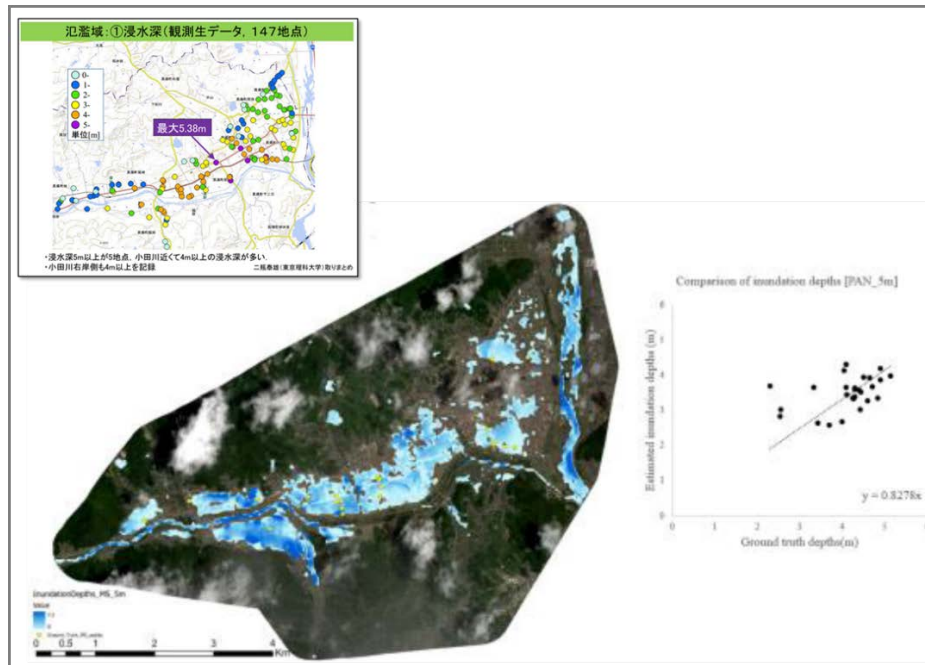 氾濫域:①浸水深(観測生データ, 147地点)
0-
1-
2-
3-
4-
5-
単位[m]
最大5.38m
・浸水深5m以上が5地点, 小田川近くて4m以上の浸水深が多い.
・小田川右岸側も4m以上を記録
二瓶泰雄(東京理科大学)取りまとめ
Comparison of inundation depths [PAN_5m]
Estimated inundation depths (m)
6
5
4
3
2
1
0
0 1 2 3 4 5
y = 0.8278x
Ground truth depths(m)
InundationDepths_MS_5m
Value
0 0.5 1 2 3 4
Km